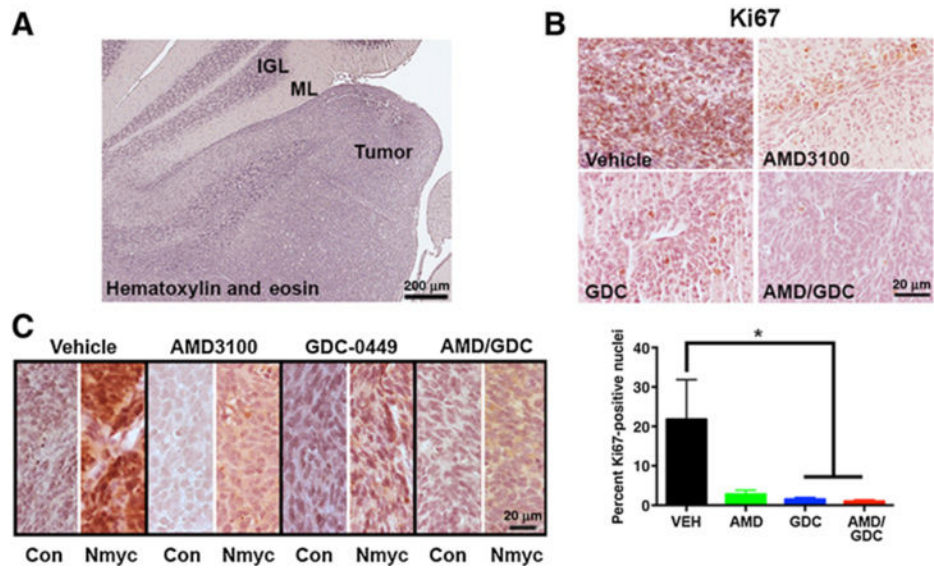 A
IGL
ML
Tumor
Hematoxylin and eosin
200 μm
B
Ki67
Vehicle
AMD3100
GDC
AMD/GDC
20 μm
C
Vehicle AMD3100 GDC-0449 AMD/GDC
20 μm
Con Nmyc Con Nmyc Con Nmyc Con Nmyc
*
Percent Ki67-positive nuclei
40
30
20
10
0
VEH AMD GDC AMD/
GDC